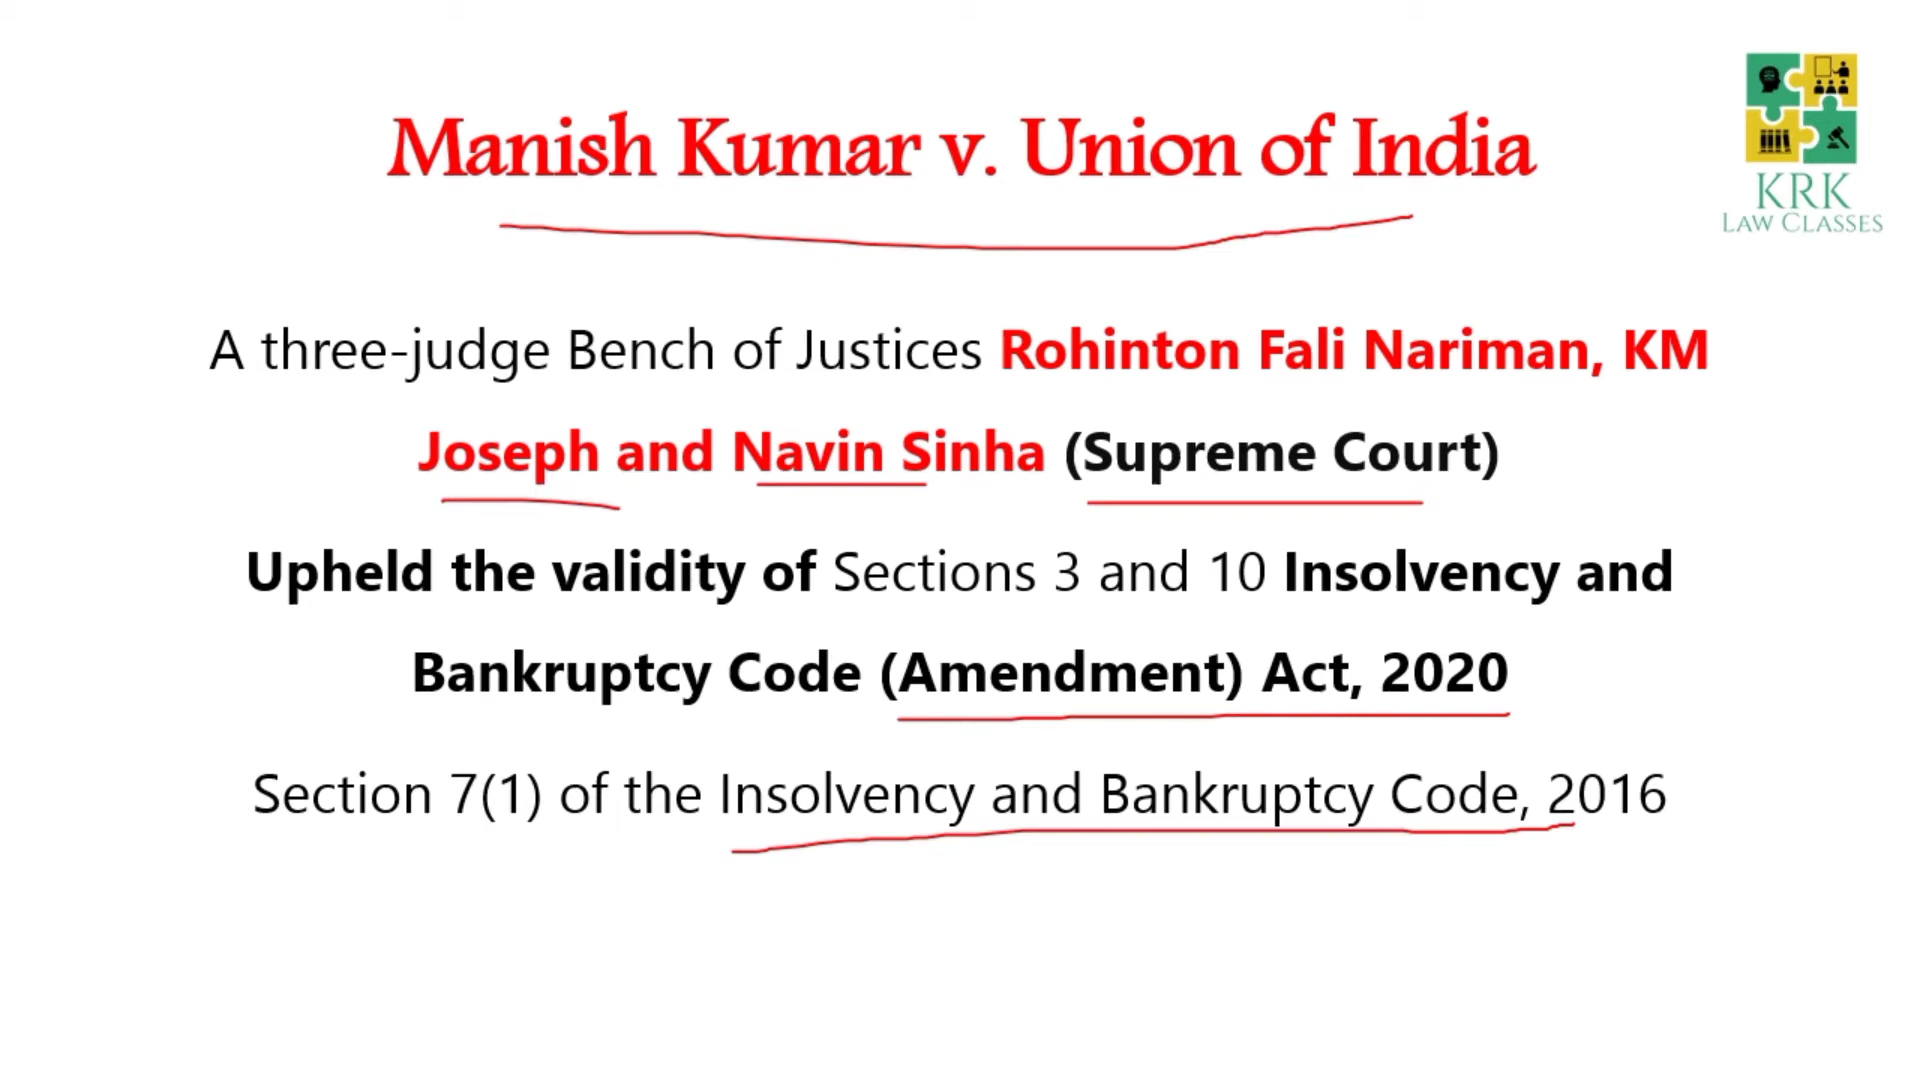 Manish Kumar v. Union of India
KRK
LAW CLASSES
A three-judge Bench of Justices Rohinton Fali Nariman, KM
Joseph and Navin Sinha (Supreme Court)
Upheld the validity of Sections 3 and 10 Insolvency and
Bankruptcy Code (Amendment) Act, 2020
Section 7(1) of the Insolvency and Bankruptcy Code, 2016